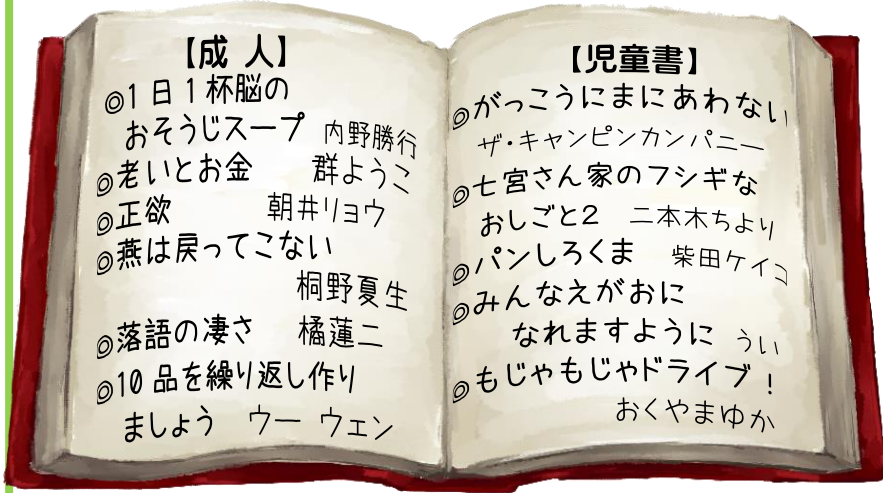 【成 人】
◎1日1杯脳の
おそうじスープ 内野勝行
◎老いとお金 群ようこ
◎正欲 朝井リョウ
◎燕は戻ってこない
桐野夏生
◎落語の凄さ 橘蓮二
◎10品を繰り返し作り
ましょう ウー ウェン
【児童書】
◎がっこうにまにあわない
ザ・キャビンカンパニー
◎七宮さん家のフシギな
おしごと2 二本木ちより
◎パンしろくま 柴田ケイコ
◎みんなえがおに
なれますように うい
◎もじゃもじゃドライブ!
おくやまゆか